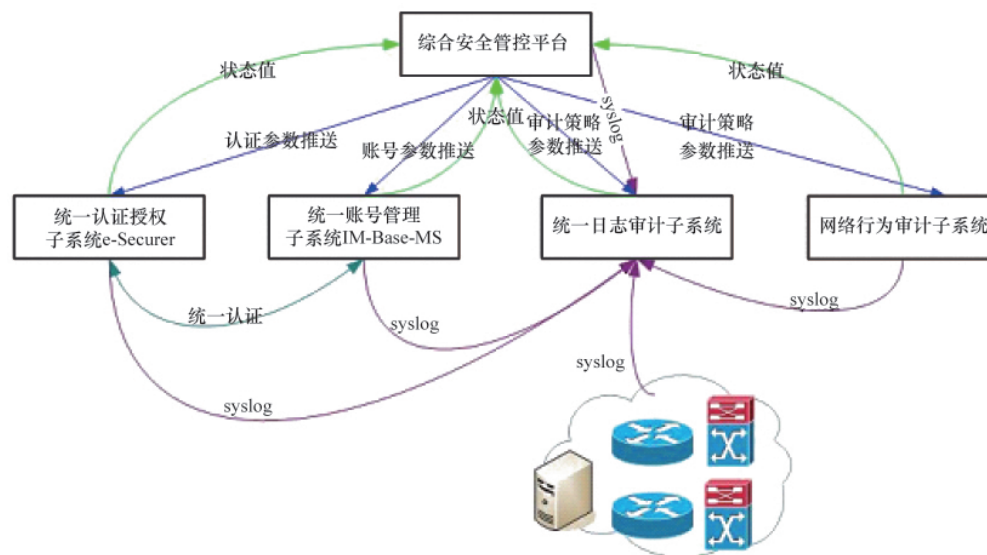 综合安全管控平台
状态值
状态值
syslog
状态值
认证参数推送
账号参数推送
审计策略
参数推送
审计策略
参数推送
统一认证授权
子系统e-Securer
统一账号管理
子系统IM-Base-MS
统一日志审计子系统
网络行为审计子系统
统一认证
syslog
syslog
syslog
syslog